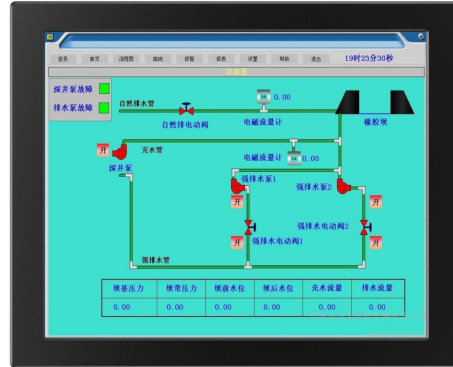 登录 首页 流程图 曲线 报警 报表 设置 帮助 退出 19时23分30秒
深井泵故障
排水泵故障
自然排水管
0.00
自然排电动阀
电磁流量计
橡胶坝
开
充水管
电磁流量计
0.00
深井泵
强排水泵1
强排水泵2
开
开
强排水电动阀1
强排水电动阀2
开
开
强排水管
坝基压力 坝带压力 坝前水位 坝后水位 充水流量 排水流量
0.00 0.00 0.00 0.00 0.00 0.00